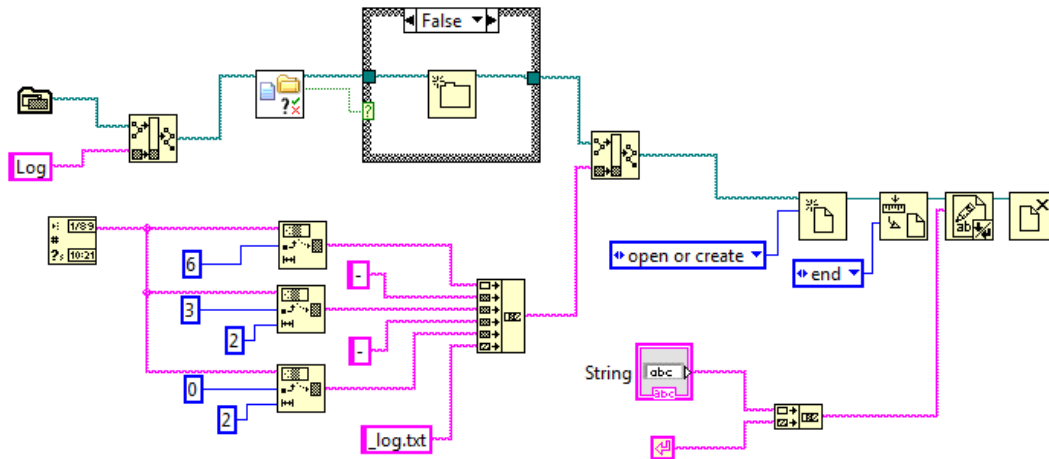 False
?
?
Log
1/89
#
?
10:21
6
-
open or create
end
ab
3
2
-
String
abc
abc
0
2
_log.txt